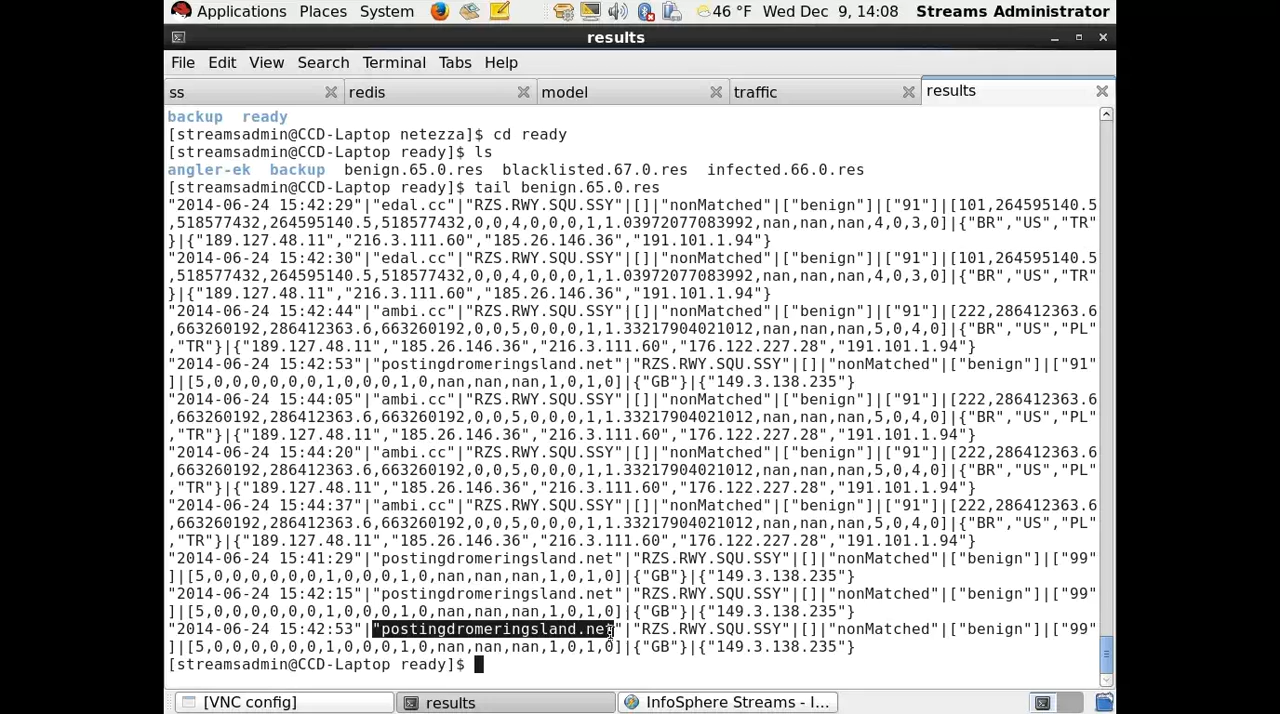 Applications Places System 46 °F Wed Dec 9, 14:08 Streams Administrator
results
File Edit View Search Terminal Tabs Help
ss redis model traffic results
backup ready
[streamsadmin@CCD-Laptop netezza]$ cd ready
[streamsadmin@CCD-Laptop ready]$ ls
angler-ek backup benign.65.0.res blacklisted.67.0.res infected.66.0.res
[streamsadmin@CCD-Laptop ready]$ tail benign.65.0.res
"2014-06-24 15:42:29"|"edal.cc"|"RZS.RWY.SQU.SSY"|[]|"nonMatched"|["benign"]|["91"]|[101,264595140.5
,518577432,264595140.5,518577432,0,0,4,0,0,0,1,1.03972077083992,nan,nan,nan,4,0,3,0]|{"BR","US","TR"
}|{"189.127.48.11","216.3.111.60","185.26.146.36","191.101.1.94"}
"2014-06-24 15:42:30"|"edal.cc"|"RZS.RWY.SQU.SSY"|[]|"nonMatched"|["benign"]|["91"]|[101,264595140.5
,518577432,264595140.5,518577432,0,0,4,0,0,0,1,1.03972077083992,nan,nan,nan,4,0,3,0]|{"BR","US","TR"
}|{"189.127.48.11","216.3.111.60","185.26.146.36","191.101.1.94"}
"2014-06-24 15:42:44"|"ambi.cc"|"RZS.RWY.SQU.SSY"|[]|"nonMatched"|["benign"]|["91"]|[222,286412363.6
,663260192,286412363.6,663260192,0,0,5,0,0,0,1,1.33217904021012,nan,nan,nan,5,0,4,0]|{"BR","US","PL"
,"TR"}|{"189.127.48.11","185.26.146.36","216.3.111.60","176.122.227.28","191.101.1.94"}
"2014-06-24 15:42:53"|"postingdromeringsland.net"|"RZS.RWY.SQU.SSY"|[]|"nonMatched"|["benign"]|["91"
]|[5,0,0,0,0,0,0,1,0,0,0,1,0,nan,nan,nan,1,0,1,0]|{"GB"}|{"149.3.138.235"}
"2014-06-24 15:44:05"|"ambi.cc"|"RZS.RWY.SQU.SSY"|[]|"nonMatched"|["benign"]|["91"]|[222,286412363.6
,663260192,286412363.6,663260192,0,0,5,0,0,0,1,1.33217904021012,nan,nan,nan,5,0,4,0]|{"BR","US","PL"
,"TR"}|{"189.127.48.11","185.26.146.36","216.3.111.60","176.122.227.28","191.101.1.94"}
"2014-06-24 15:44:20"|"ambi.cc"|"RZS.RWY.SQU.SSY"|[]|"nonMatched"|["benign"]|["91"]|[222,286412363.6
,663260192,286412363.6,663260192,0,0,5,0,0,0,1,1.33217904021012,nan,nan,nan,5,0,4,0]|{"BR","US","PL"
,"TR"}|{"189.127.48.11","185.26.146.36","216.3.111.60","176.122.227.28","191.101.1.94"}
"2014-06-24 15:44:37"|"ambi.cc"|"RZS.RWY.SQU.SSY"|[]|"nonMatched"|["benign"]|["91"]|[222,286412363.6
,663260192,286412363.6,663260192,0,0,5,0,0,0,1,1.33217904021012,nan,nan,nan,5,0,4,0]|{"BR","US","PL"
,"TR"}|{"189.127.48.11","185.26.146.36","216.3.111.60","176.122.227.28","191.101.1.94"}
"2014-06-24 15:41:29"|"postingdromeringsland.net"|"RZS.RWY.SQU.SSY"|[]|"nonMatched"|["benign"]|["99"
]|[5,0,0,0,0,0,0,1,0,0,0,1,0,nan,nan,nan,1,0,1,0]|{"GB"}|{"149.3.138.235"}
"2014-06-24 15:42:15"|"postingdromeringsland.net"|"RZS.RWY.SQU.SSY"|[]|"nonMatched"|["benign"]|["99"
]|[5,0,0,0,0,0,0,1,0,0,0,1,0,nan,nan,nan,1,0,1,0]|{"GB"}|{"149.3.138.235"}
"2014-06-24 15:42:53"|"postingdromeringsland.net"|"RZS.RWY.SQU.SSY"|[]|"nonMatched"|["benign"]|["99"
]|[5,0,0,0,0,0,0,1,0,0,0,1,0,nan,nan,nan,1,0,1,0]|{"GB"}|{"149.3.138.235"}
[streamsadmin@CCD-Laptop ready]$
[VNC config] results InfoSphere Streams - I...